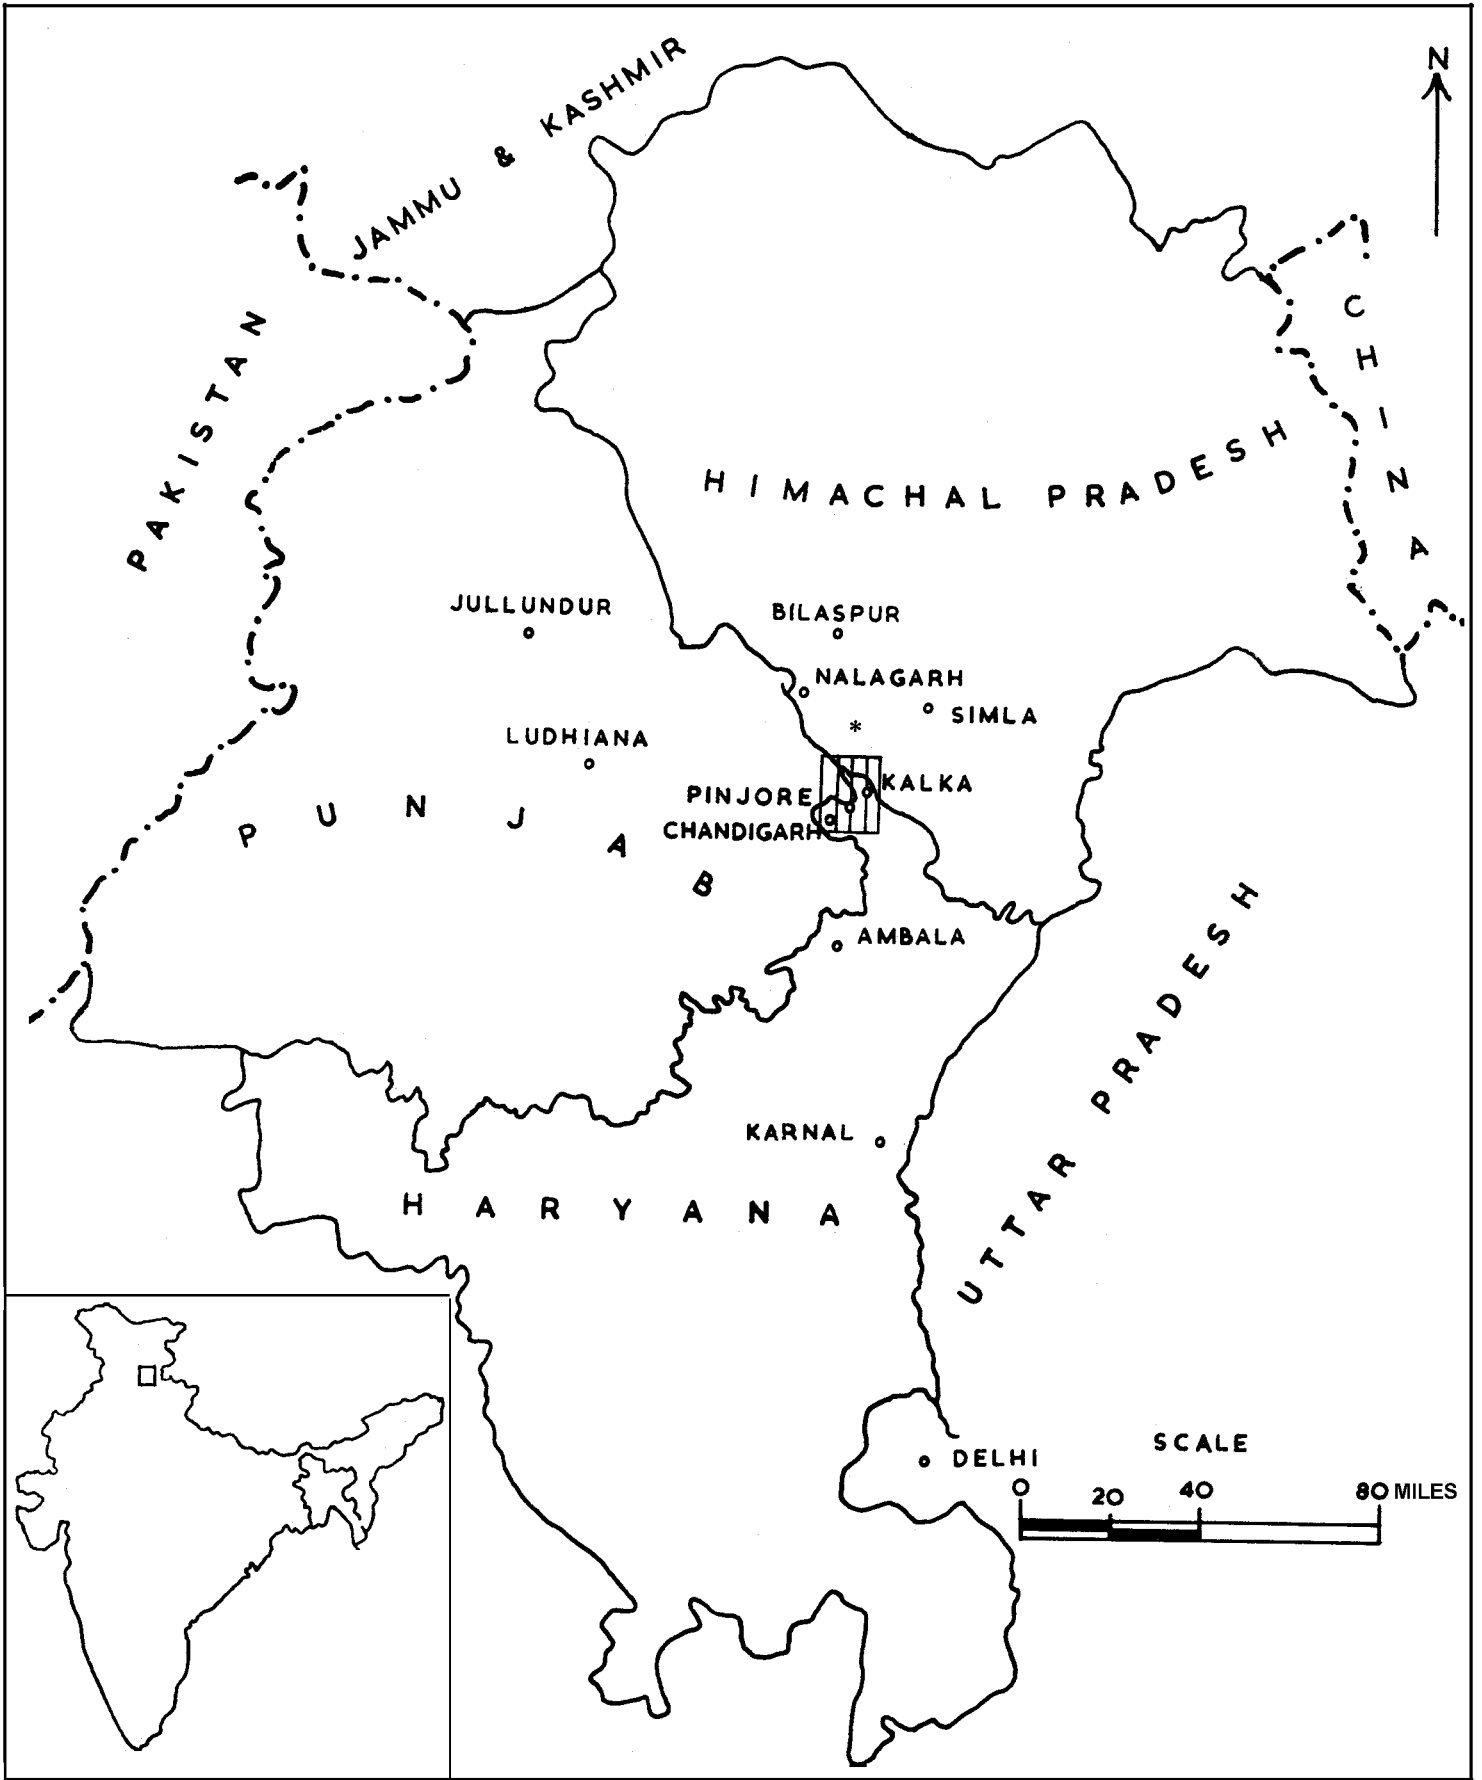 N
JAMMU & KASHMIR
PAKISTAN
CHINA
HIMACHAL PRADESH
JULLUNDUR
BILASPUR
NALAGARH
SIMLA
*
LUDHIANA
KALKA
PINJORE
CHANDIGARH
PUNJAB
AMBALA
UTTAR PRADESH
KARNAL
HARYANA
DELHI
SCALE
0 20 40 80 MILES